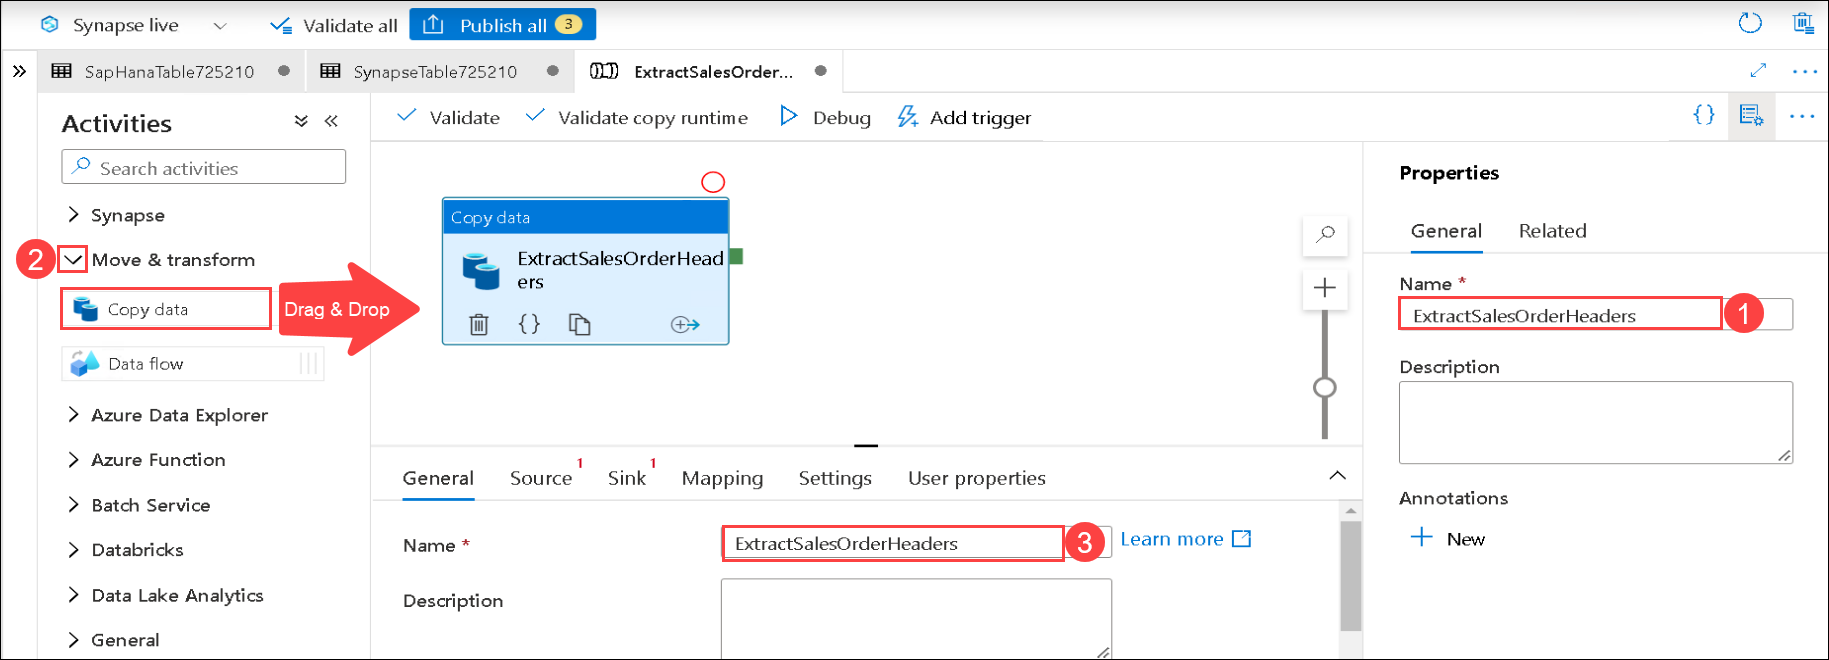 Synapse live
Validate all
Publish all 3
SapHanaTable725210
SynapseTable725210
ExtractSalesOrder...
Activities
Search activities
Synapse
2
Move & transform
Copy data
Drag & Drop
Data flow
Azure Data Explorer
Azure Function
Batch Service
Databricks
Data Lake Analytics
General
Validate
Validate copy runtime
Debug
Add trigger
{}
Copy data
ExtractSalesOrderHead
ers
{}
General
Source 1
Sink 1
Mapping
Settings
User properties
Name *
ExtractSalesOrderHeaders
3
Learn more
Description
Properties
General
Related
Name *
ExtractSalesOrderHeaders
1
Description
Annotations
New